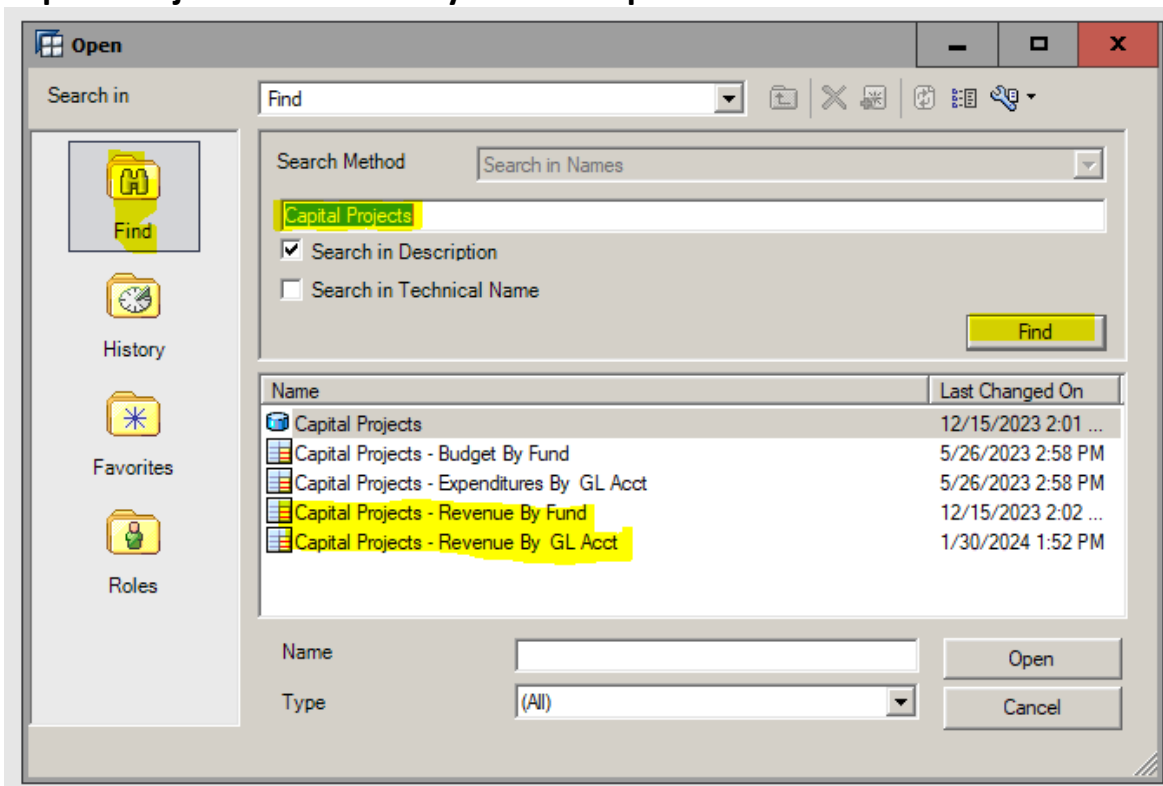 Open
Search in
Find
Search Method
Search in Names
Capital Projects
Search in Description
Search in Technical Name
Find
Find
History
Favorites
Roles
Name Last Changed On
Capital Projects 12/15/2023 2:01 ...
Capital Projects - Budget By Fund 5/26/2023 2:58 PM
Capital Projects - Expenditures By GL Acct 5/26/2023 2:58 PM
Capital Projects - Revenue By Fund 12/15/2023 2:02 ...
Capital Projects - Revenue By GL Acct 1/30/2024 1:52 PM
Name
Open
Type
(All)
Cancel